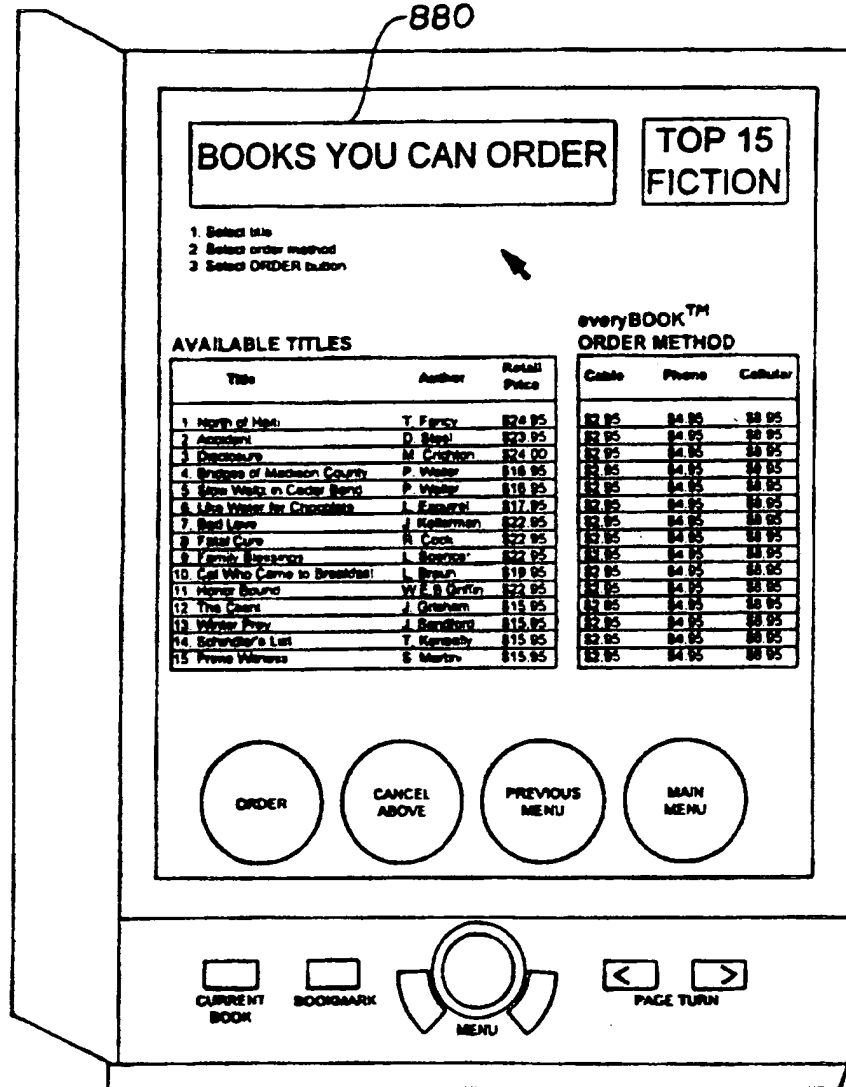 880
BOOKS YOU CAN ORDER
TOP 15
FICTION
1. Select title
2 Select order method
3 Select ORDER button
everyBOOK™
AVAILABLE TITLES
ORDER METHOD
Title Author Retail Price Cable Phone Cellular
1 North of T. $24.95 $2.95 $4.95 $8.95
2 Accident D. Steel $23.95 $2.95 $4.95 $8.95
3 Disclosure M. Crighton $24.00 $2.95 $4.95 $8.95
4. Bridges of Madison County P. Waller $16.95 $2.95 $4.95 $8.95
5 Slow Waltz in Cedar Bend P. Waller $16.95 $2.95 $4.95 $8.95
6. Like Water for Chocolate L. $17.95 $2.95 $4.95 $8.95
7. Bad Love J. Kellerman $22.95 $2.95 $4.95 $8.95
8 Fatal Cure R. Cook $22.95 $2.95 $4.95 $8.95
9 Family Blessings L. Spencer $22.95 $2.95 $4.95 $8.95
10. Cat Who Came to Breakfast L. Braun $19.95 $2.95 $4.95 $8.95
11 Honor Bound W.E.B Griffin $22.95 $2.95 $4.95 $8.95
12 The Client J. Grisham $15.95 $2.95 $4.95 $8.95
13 Winter Prey J. Sandford $15.95 $2.95 $4.95 $8.95
14. Schindler's List T. $15.95 $2.95 $4.95 $8.95
15 Prime Witness S. Martini $15.95 $2.95 $4.95 $8.95
ORDER
CANCEL
ABOVE
PREVIOUS
MENU
MAIN
MENU
< >
CURRENT
BOOK
BOOKMARK
MENU
PAGE TURN